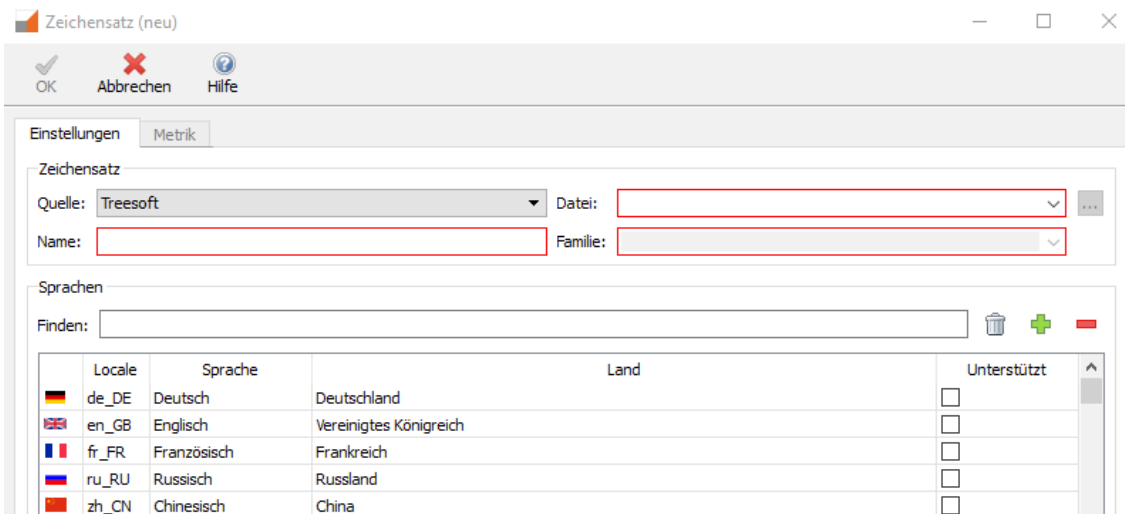 Zeichensatz (neu)
OK Abbrechen Hilfe
Einstellungen Metrik
Zeichensatz
Quelle: Treesoft Datei: ...
Name: Familie:
Sprachen
Finden:
Locale Sprache Land Unterstützt
de_DE Deutsch Deutschland
en_GB Englisch Vereinigtes Königreich
fr_FR Französisch Frankreich
ru_RU Russisch Russland
zh_CN Chinesisch China